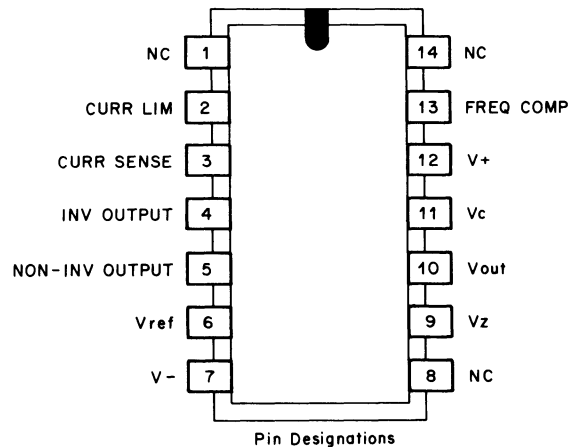 NC 1 14 NC
CURR LIM 2 13 FREQ COMP
CURR SENSE 3 12 V+
INV OUTPUT 4 11 Vc
NON-INV OUTPUT 5 10 Vout
Vref 6 9 Vz
V- 7 8 NC
Pin Designations